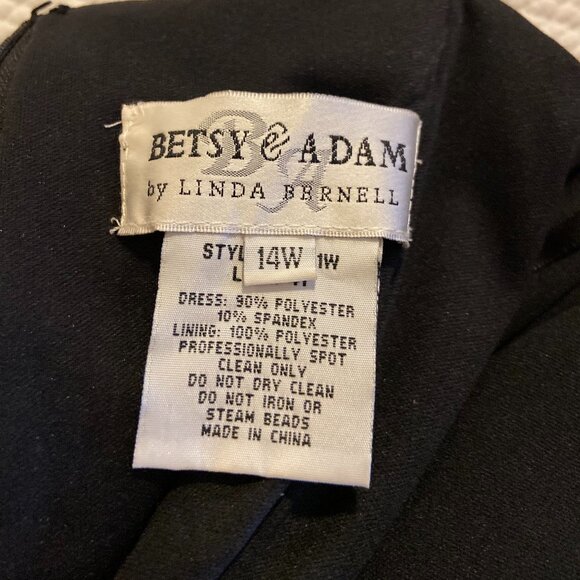 BETSY & ADAM
by LINDA BERNELL
BA
14W
STYL 1W
L
DRESS: 90% POLYESTER
10% SPANDEX
LINING: 100% POLYESTER
PROFESSIONALLY SPOT
CLEAN ONLY
DO NOT DRY CLEAN
DO NOT IRON OR
STEAM BEADS
MADE IN CHINA